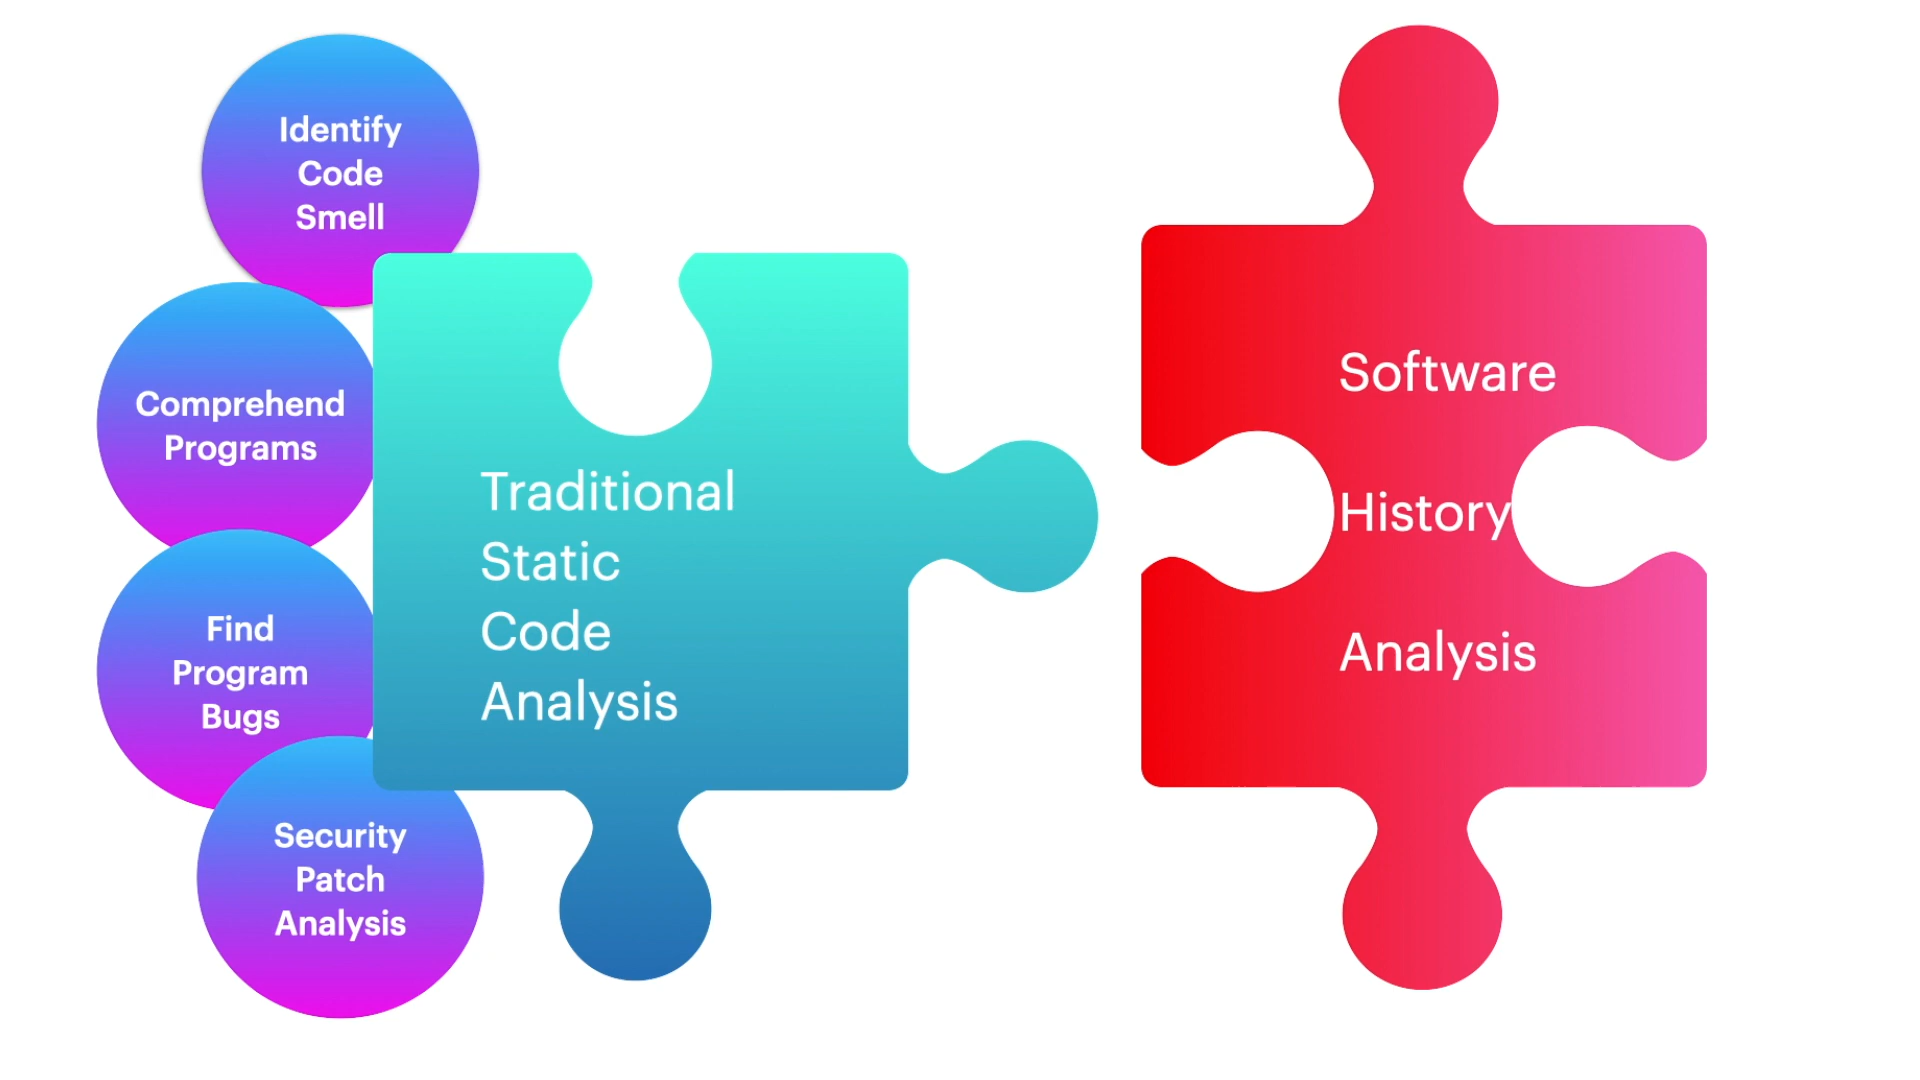 Identify
Code
Smell
Comprehend
Programs
Find
Program
Bugs
Security
Patch
Analysis
Traditional
Static
Code
Analysis
Software
History
Analysis